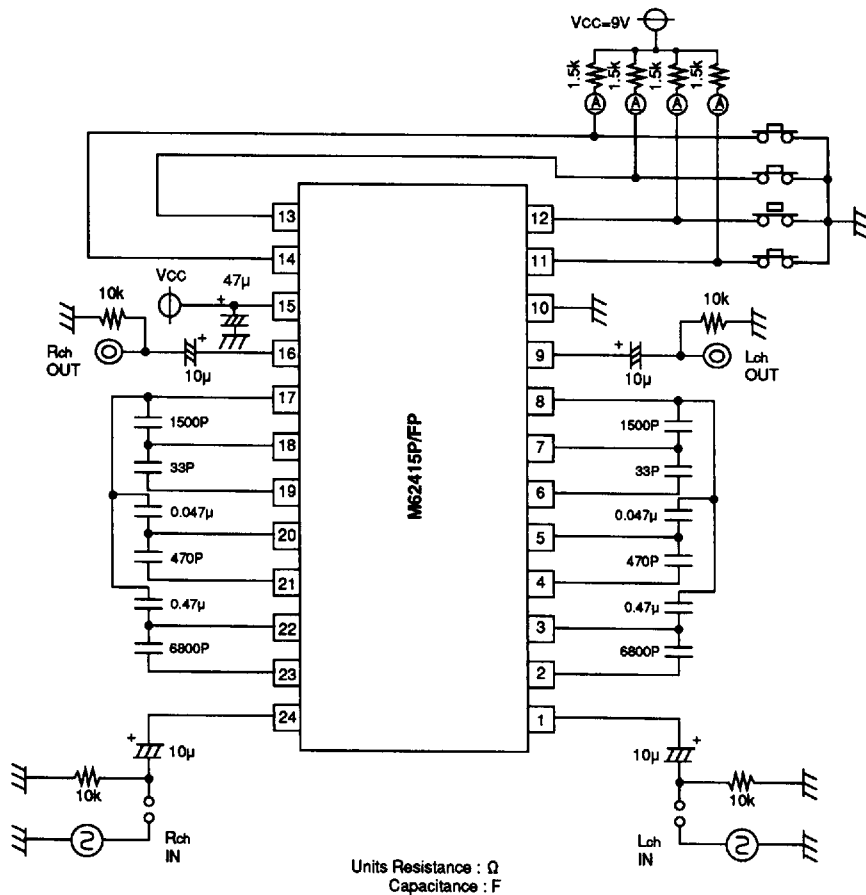 VCC=9V
1.5k
1.5k
1.5k
1.5k
A
A
A
A
13
12
14
11
VCC
47μ
+
15
10
10k
10k
Rch
OUT
+
10μ
16
9
+
10μ
Lch
OUT
17
8
1500P
1500P
18
7
33P
33P
19
6
0.047μ
0.047μ
20
5
470P
470P
21
4
0.47μ
0.47μ
22
3
6800P
6800P
23
2
M62415P/FP
24
1
+
10μ
10μ
+
10k
10k
Rch
IN
Lch
IN
Units Resistance : Ω
Capacitance : F